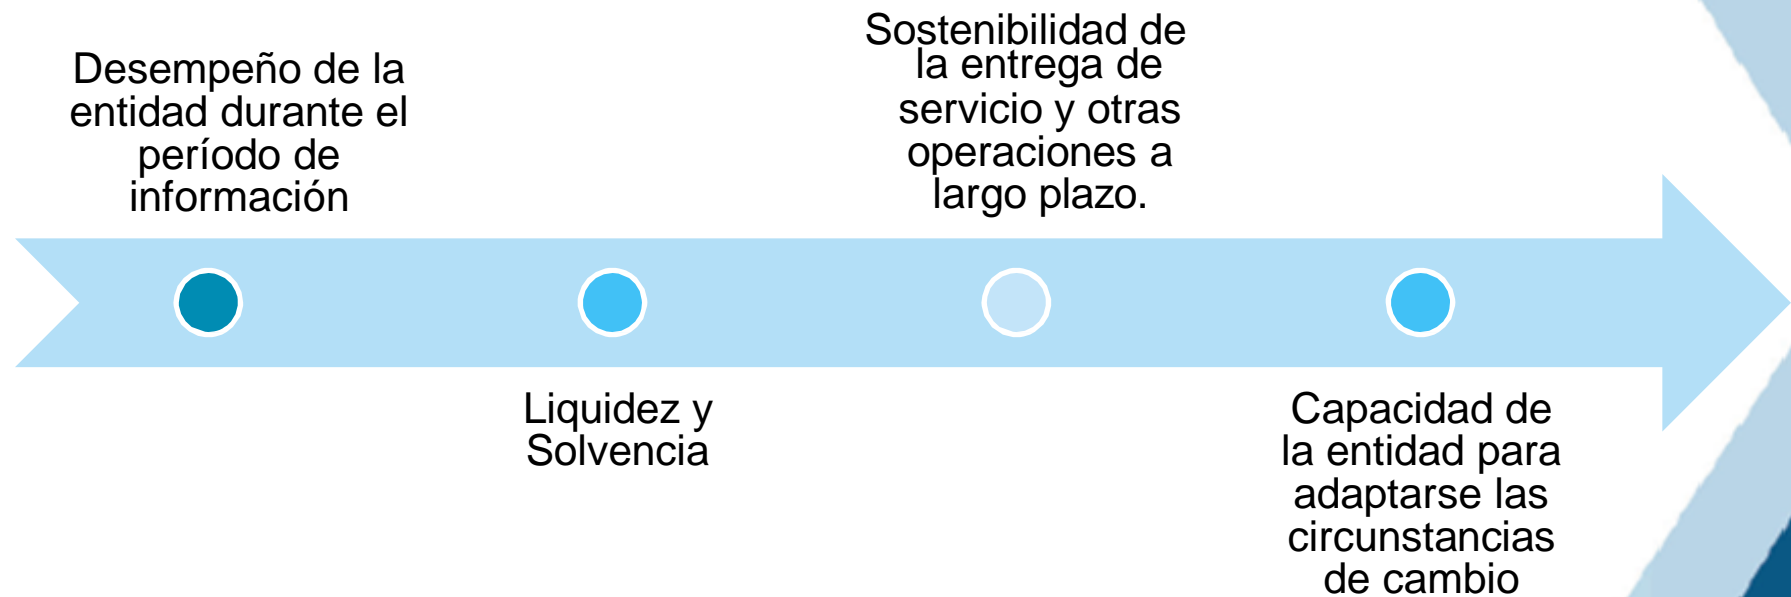 Desempeño de la
entidad durante el
período de
información
Liquidez y
Solvencia
Sostenibilidad de
la entrega de
servicio y otras
operaciones a
largo plazo.
Capacidad de
la entidad para
adaptarse las
circunstancias
de cambio